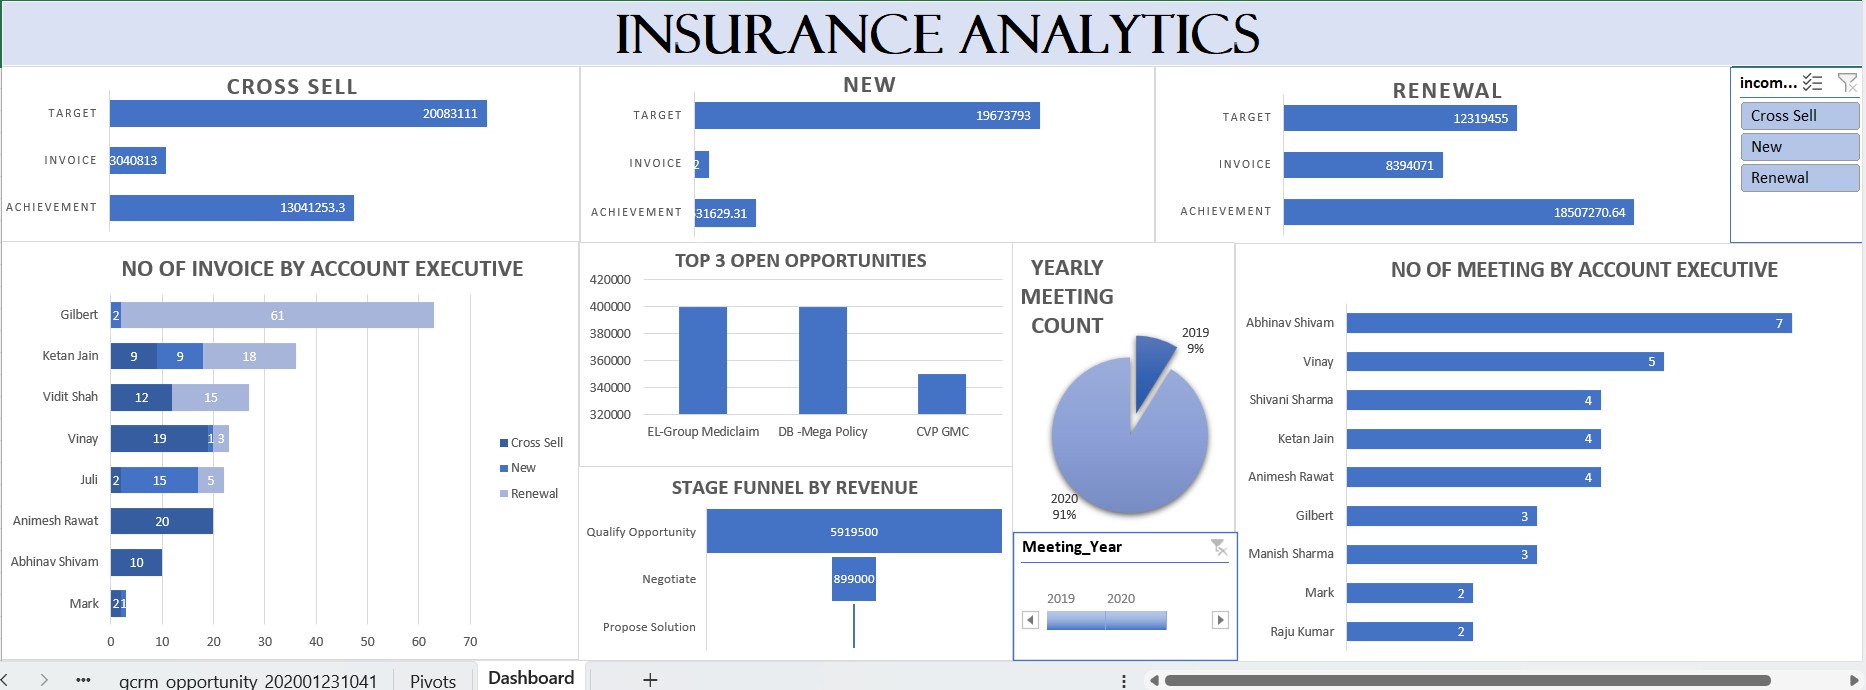 INSURANCE ANALYTICS
CROSS SELL
TARGET
20083111
INVOICE
3040813
ACHIEVEMENT
13041253.3
NEW
TARGET
19673793
INVOICE
2
ACHIEVEMENT
31629.31
RENEWAL
TARGET
12319455
INVOICE
8394071
ACHIEVEMENT
18507270.64
incom...
Cross Sell
New
Renewal
NO OF INVOICE BY ACCOUNT EXECUTIVE
Gilbert
2 61
Ketan Jain
9 9 18
Vidit Shah
12 15
Vinay
19 1 3
Juli
2 15 5
Animesh Rawat
20
Abhinav Shivam
10
Mark
2 1
0 10 20 30 40 50 60 70
Cross Sell
New
Renewal
TOP 3 OPEN OPPORTUNITIES
420000
400000
380000
360000
340000
320000
EL-Group Mediclaim DB -Mega Policy CVP GMC
STAGE FUNNEL BY REVENUE
Qualify Opportunity
5919500
Negotiate
899000
Propose Solution
YEARLY
MEETING
COUNT
2019
9%
2020
91%
Meeting_Year
2019 2020
NO OF MEETING BY ACCOUNT EXECUTIVE
Abhinav Shivam
7
Vinay
5
Shivani Sharma
4
Ketan Jain
4
Animesh Rawat
4
Gilbert
3
Manish Sharma
3
Mark
2
Raju Kumar
2
... gcrm_opportunity_202001231041 Pivots Dashboard +